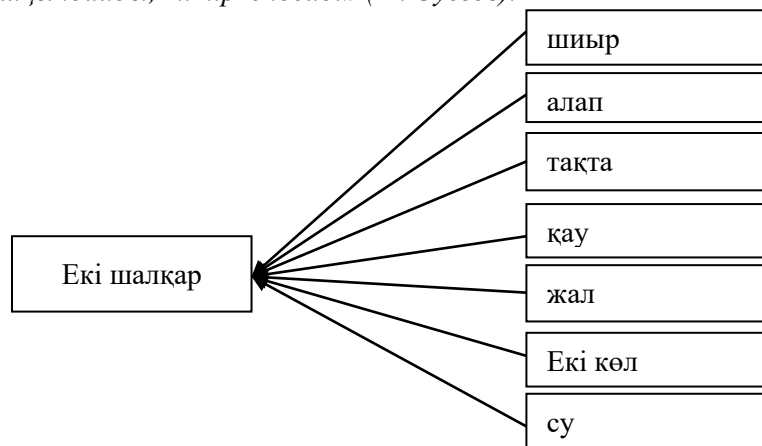 шиыр
алап
тақта
қау
Екі шалқар
жал
Екі көл
су